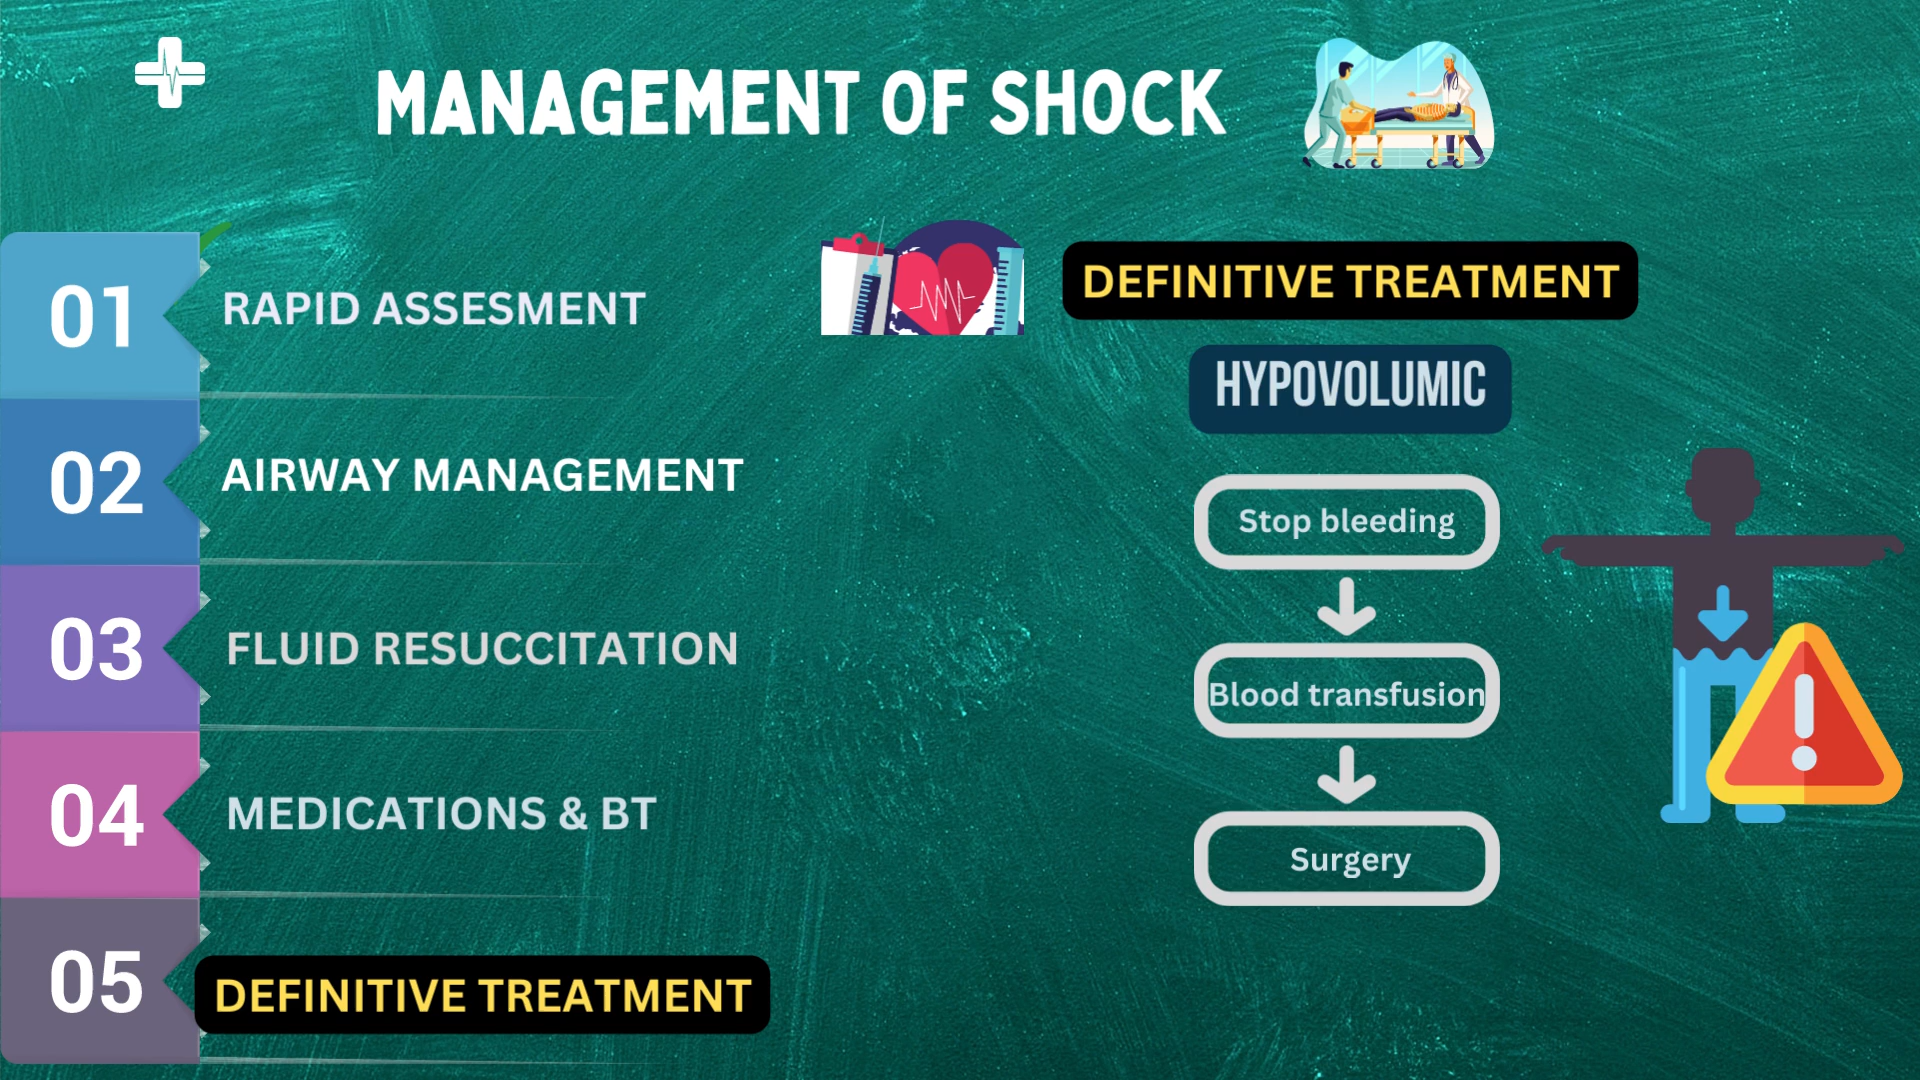 MANAGEMENT OF SHOCK
01
RAPID ASSESMENT
02
AIRWAY MANAGEMENT
03
FLUID RESUCCITATION
04
MEDICATIONS & BT
05
DEFINITIVE TREATMENT
DEFINITIVE TREATMENT
HYPOVOLUMIC
Stop bleeding
Blood transfusion
Surgery